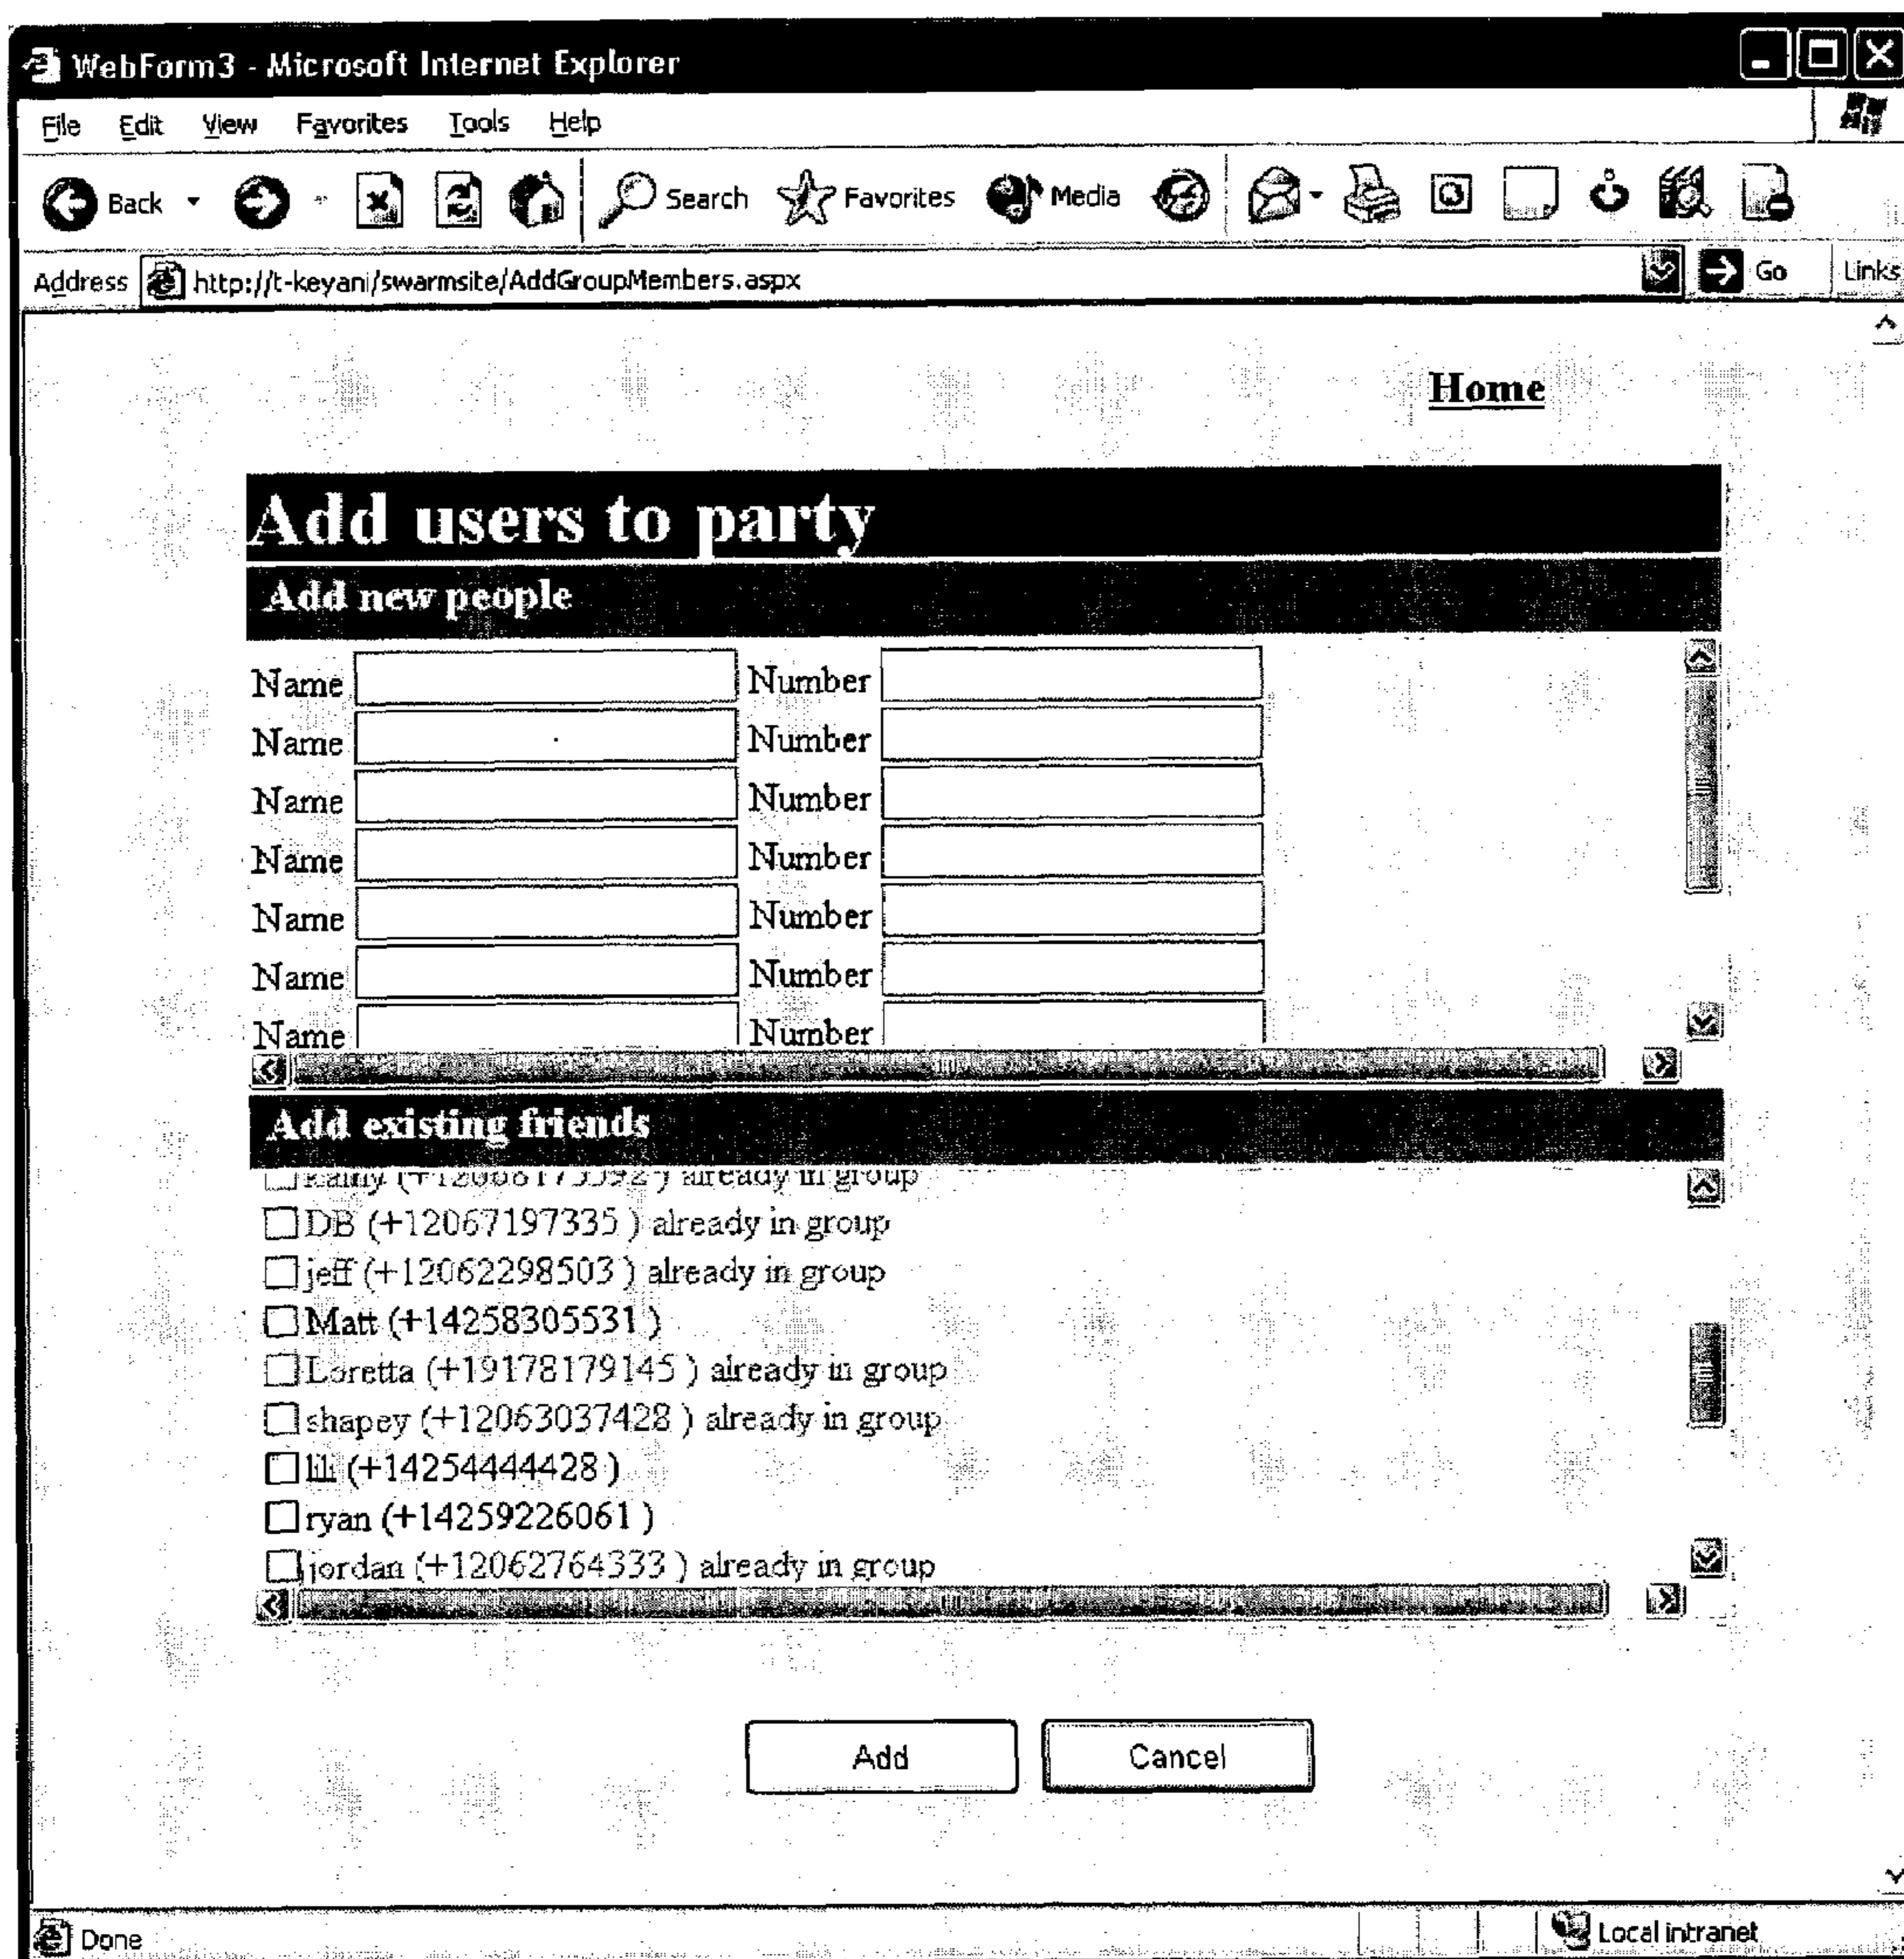 WebForm3 - Microsoft Internet Explorer
File Edit View Favorites Tools Help
Back Search Favorites Media
Address http://t-keyani/swarmsite/AddGroupMembers.aspx Go Links
Home
Add users to party
Add new people
Name Number
Name Number
Name Number
Name Number
Name Number
Name Number
Name Number
Add existing friends
already in group
DB (+12067197335 ) already in group
jeff (+12062298503 ) already in group
Matt (+14258305531 )
Loretta (+19178179145 ) already in group
shapey (+12063037428 ) already in group
lili (+14254444428 )
ryan (+14259226061 )
jordan (+12062764333 ) already in group
Add Cancel
Done Local intranet